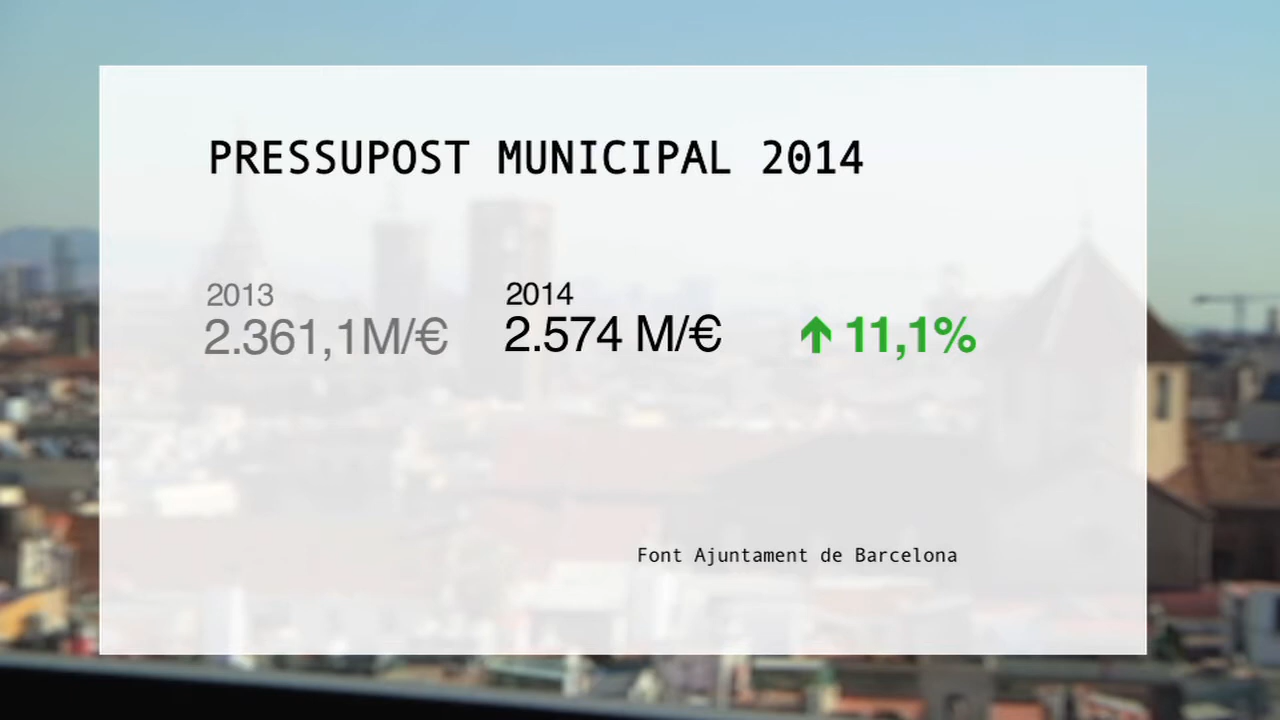 PRESSUPOST MUNICIPAL 2014
2013
2.361,1M/€
2014
2.574 M/€
11,1%
Font Ajuntament de Barcelona